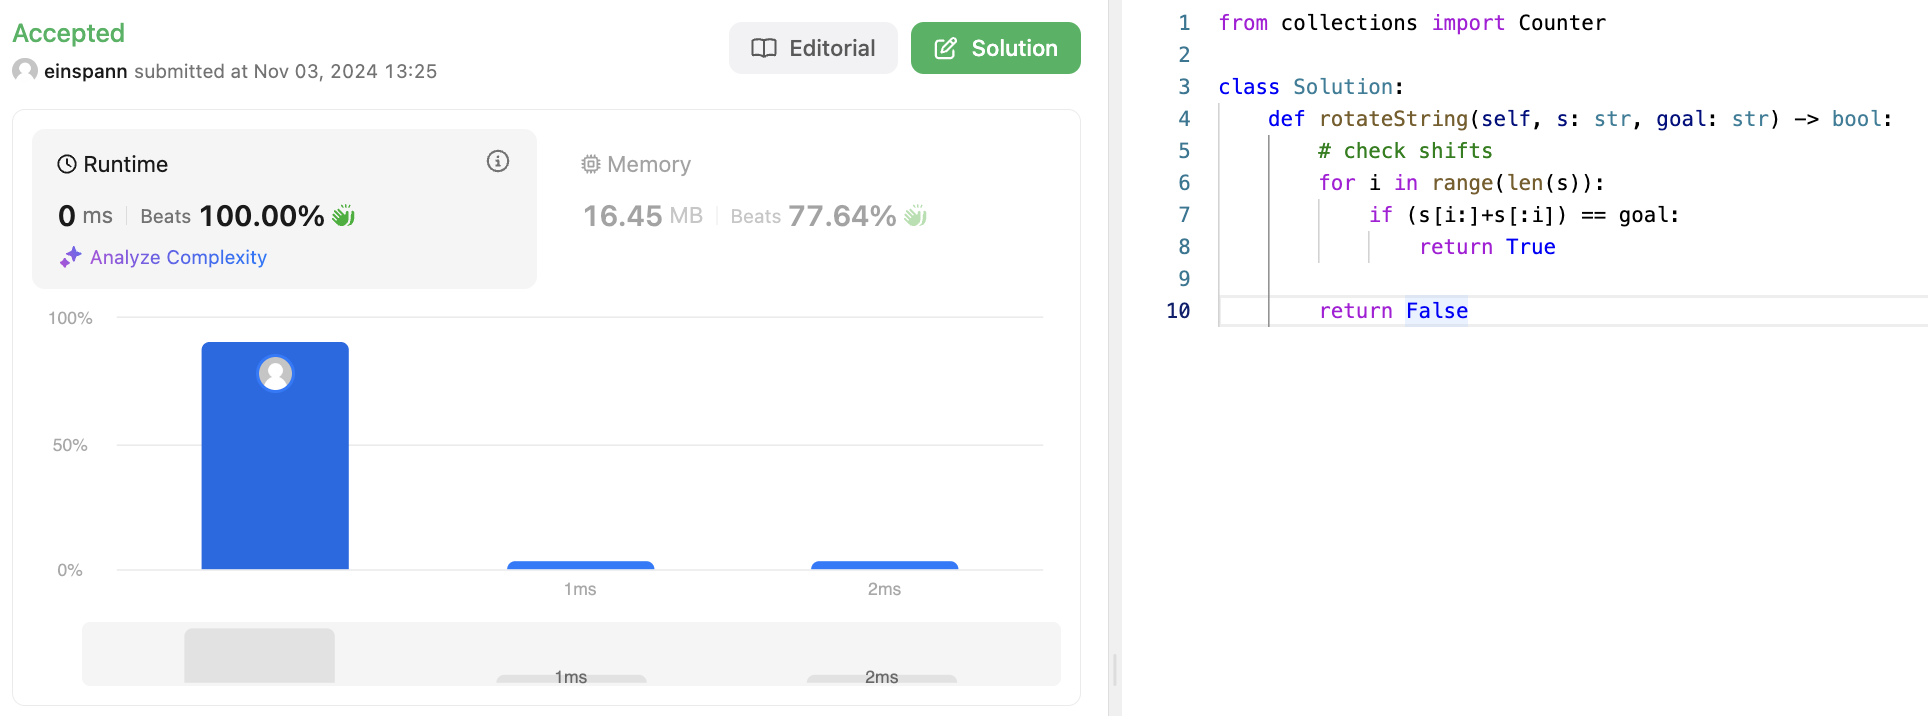 Accepted
einspann submitted at Nov 03, 2024 13:25
Editorial
Solution
Runtime
0 ms Beats 100.00%
Analyze Complexity
Memory
16.45 MB Beats 77.64%
100%
50%
0%
1ms 2ms
1ms 2ms
1 from collections import Counter
2
3 class Solution:
4     def rotateString(self, s: str, goal: str) -> bool:
5         # check shifts
6         for i in range(len(s)):
7             if (s[i:]+s[:i]) == goal:
8                 return True
9
10         return False